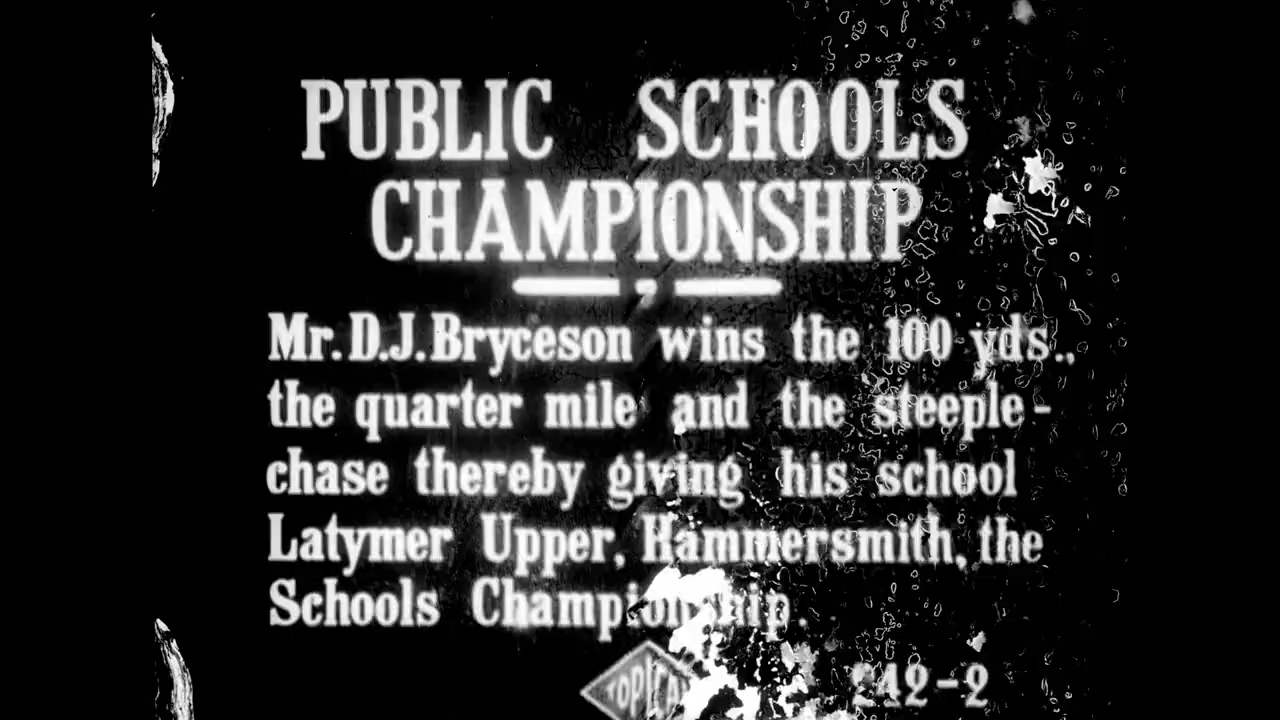 PUBLIC SCHOOLS
CHAMPIONSHIP
Mr. D.J. Bryceson wins the 100 yds.,
the quarter mile and the steeple-
chase thereby giving his school
Latymer Upper, Hammersmith, the
Schools Championship.
TOPICAL
242-2